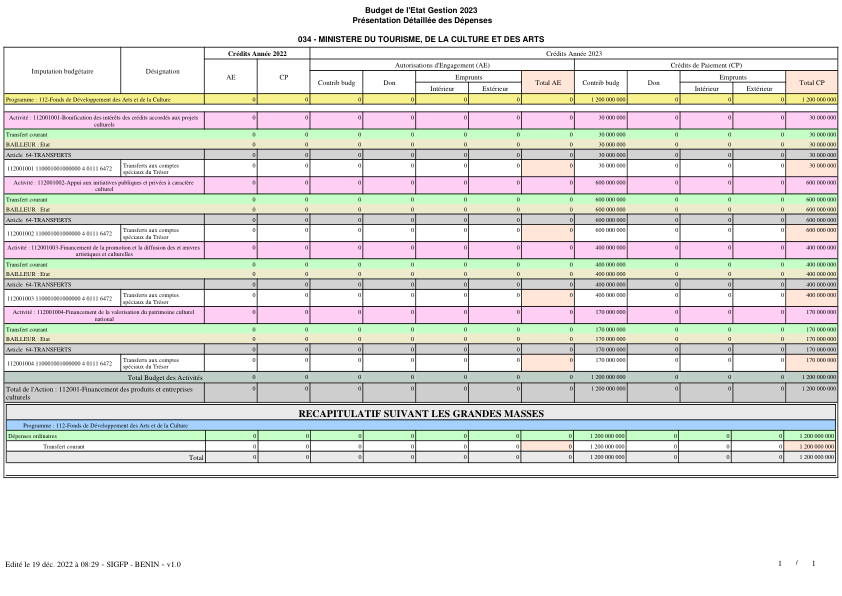 Budget de l'Etat Gestion 2023
Présentation Détaillée des Dépenses
034 - MINISTERE DU TOURISME, DE LA CULTURE ET DES ARTS
Imputation budgétaire Désignation Crédits Année 2022 Crédits Année 2023
AE CP Autorisations d'Engagement (AE) Crédits de Paiement (CP)
Contrib budg Don Emprunts Total AE Contrib budg Don Emprunts Total CP
Intérieur Extérieur Intérieur Extérieur
Programme : 112-Fonds de Développement des Arts et de la Culture 0 0 0 0 0 0 0 1 200 000 000 0 0 0 1 200 000 000
Activité : 112001001-Bonification des intérêts des crédits accordés aux projets culturels 0 0 0 0 0 0 0 30 000 000 0 0 0 30 000 000
Transfert courant 0 0 0 0 0 0 0 30 000 000 0 0 0 30 000 000
BAILLEUR : Etat 0 0 0 0 0 0 0 30 000 000 0 0 0 30 000 000
Article 64-TRANSFERTS 0 0 0 0 0 0 0 30 000 000 0 0 0 30 000 000
112001001 110001001000000 4 0111 6472 Transferts aux comptes spéciaux du Trésor 0 0 0 0 0 0 0 30 000 000 0 0 0 30 000 000
Activité : 112001002-Appui aux initiatives publiques et privées à caractère culturel 0 0 0 0 0 0 0 600 000 000 0 0 0 600 000 000
Transfert courant 0 0 0 0 0 0 0 600 000 000 0 0 0 600 000 000
BAILLEUR : Etat 0 0 0 0 0 0 0 600 000 000 0 0 0 600 000 000
Article 64-TRANSFERTS 0 0 0 0 0 0 0 600 000 000 0 0 0 600 000 000
112001002 110001001000000 4 0111 6472 Transferts aux comptes spéciaux du Trésor 0 0 0 0 0 0 0 600 000 000 0 0 0 600 000 000
Activité : 112001003-Financement de la promotion et la diffusion des et œuvres artistiques et culturelles 0 0 0 0 0 0 0 400 000 000 0 0 0 400 000 000
Transfert courant 0 0 0 0 0 0 0 400 000 000 0 0 0 400 000 000
BAILLEUR : Etat 0 0 0 0 0 0 0 400 000 000 0 0 0 400 000 000
Article 64-TRANSFERTS 0 0 0 0 0 0 0 400 000 000 0 0 0 400 000 000
112001003 110001001000000 4 0111 6472 Transferts aux comptes spéciaux du Trésor 0 0 0 0 0 0 0 400 000 000 0 0 0 400 000 000
Activité : 112001004-Financement de la valorisation du patrimoine culturel national 0 0 0 0 0 0 0 170 000 000 0 0 0 170 000 000
Transfert courant 0 0 0 0 0 0 0 170 000 000 0 0 0 170 000 000
BAILLEUR : Etat 0 0 0 0 0 0 0 170 000 000 0 0 0 170 000 000
Article 64-TRANSFERTS 0 0 0 0 0 0 0 170 000 000 0 0 0 170 000 000
112001004 110001001000000 4 0111 6472 Transferts aux comptes spéciaux du Trésor 0 0 0 0 0 0 0 170 000 000 0 0 0 170 000 000
Total Budget des Activités 0 0 0 0 0 0 0 1 200 000 000 0 0 0 1 200 000 000
Total de l'Action : 112001-Financement des produits et entreprises culturels 0 0 0 0 0 0 0 1 200 000 000 0 0 0 1 200 000 000
RECAPITULATIF SUIVANT LES GRANDES MASSES
Programme : 112-Fonds de Développement des Arts et de la Culture
Dépenses ordinaires 0 0 0 0 0 0 0 1 200 000 000 0 0 0 1 200 000 000
Transfert courant 0 0 0 0 0 0 0 1 200 000 000 0 0 0 1 200 000 000
Total 0 0 0 0 0 0 0 1 200 000 000 0 0 0 1 200 000 000
Edité le 19 déc. 2022 à 08:29 - SIGFP - BENIN - v1.0 1 / 1